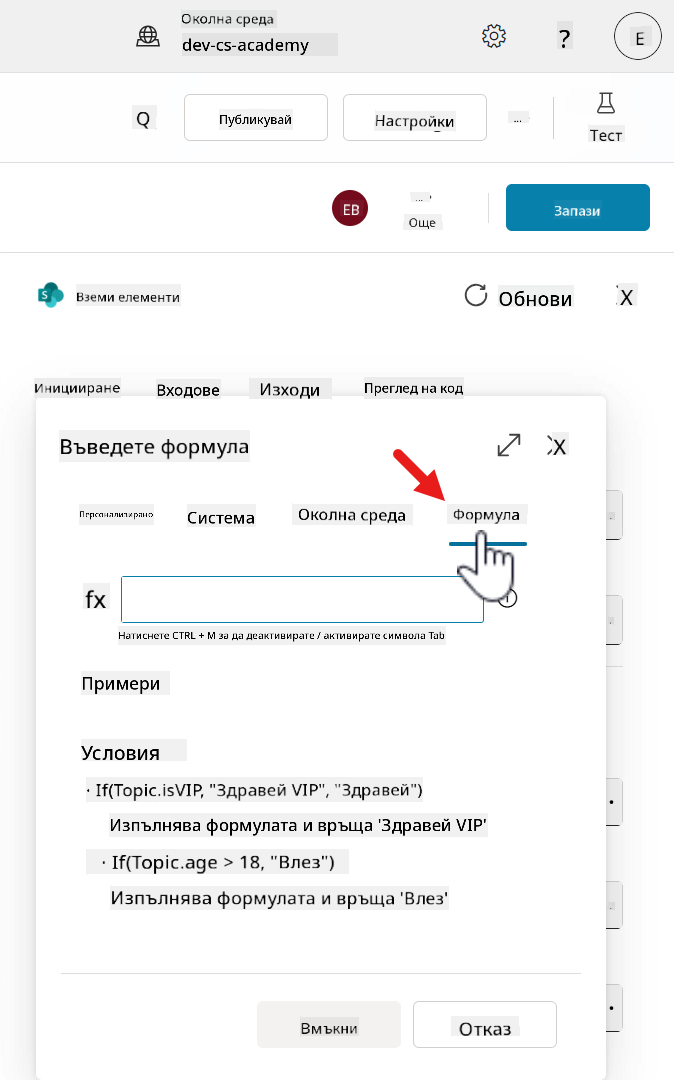 Околна среда
dev-cs-academy
?
E
Q
Публикувай
Настройки
...
Тест
EB
...
Още
Запази
S
Вземи елементи
Обнови
X
Иницииране Входове Изходи Преглед на код
Въведете формула
X
Персонализирано Система Околна среда Формула
fx
Натиснете CTRL + M за да деактивирате / активирате символа Tab
Примери
Условия
· If(Topic.isVIP, "Здравей VIP", "Здравей")
Изпълнява формулата и връща 'Здравей VIP'
· If(Topic.age > 18, "Влез")
Изпълнява формулата и връща 'Влез'
Вмъкни
Отказ